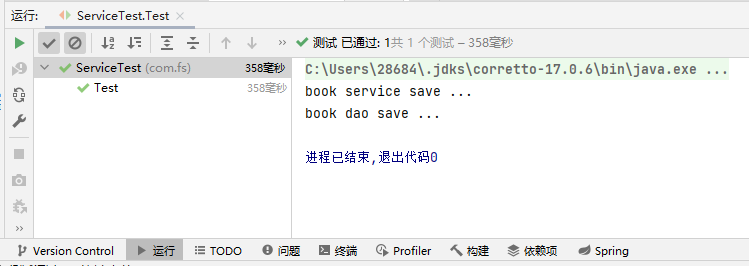 运行: ServiceTest.Test ×
測试 已通过: 1共 1 个测试 – 358毫秒
ServiceTest (com.fs) 358毫秒
Test 358毫秒
C:\Users\28684\.jdks\corretto-17.0.6\bin\java.exe ...
book service save ...
book dao save ...
进程已结束,退出代码0
Version Control 运行 TODO 问题 终端 Profiler 构建 依赖项 Spring